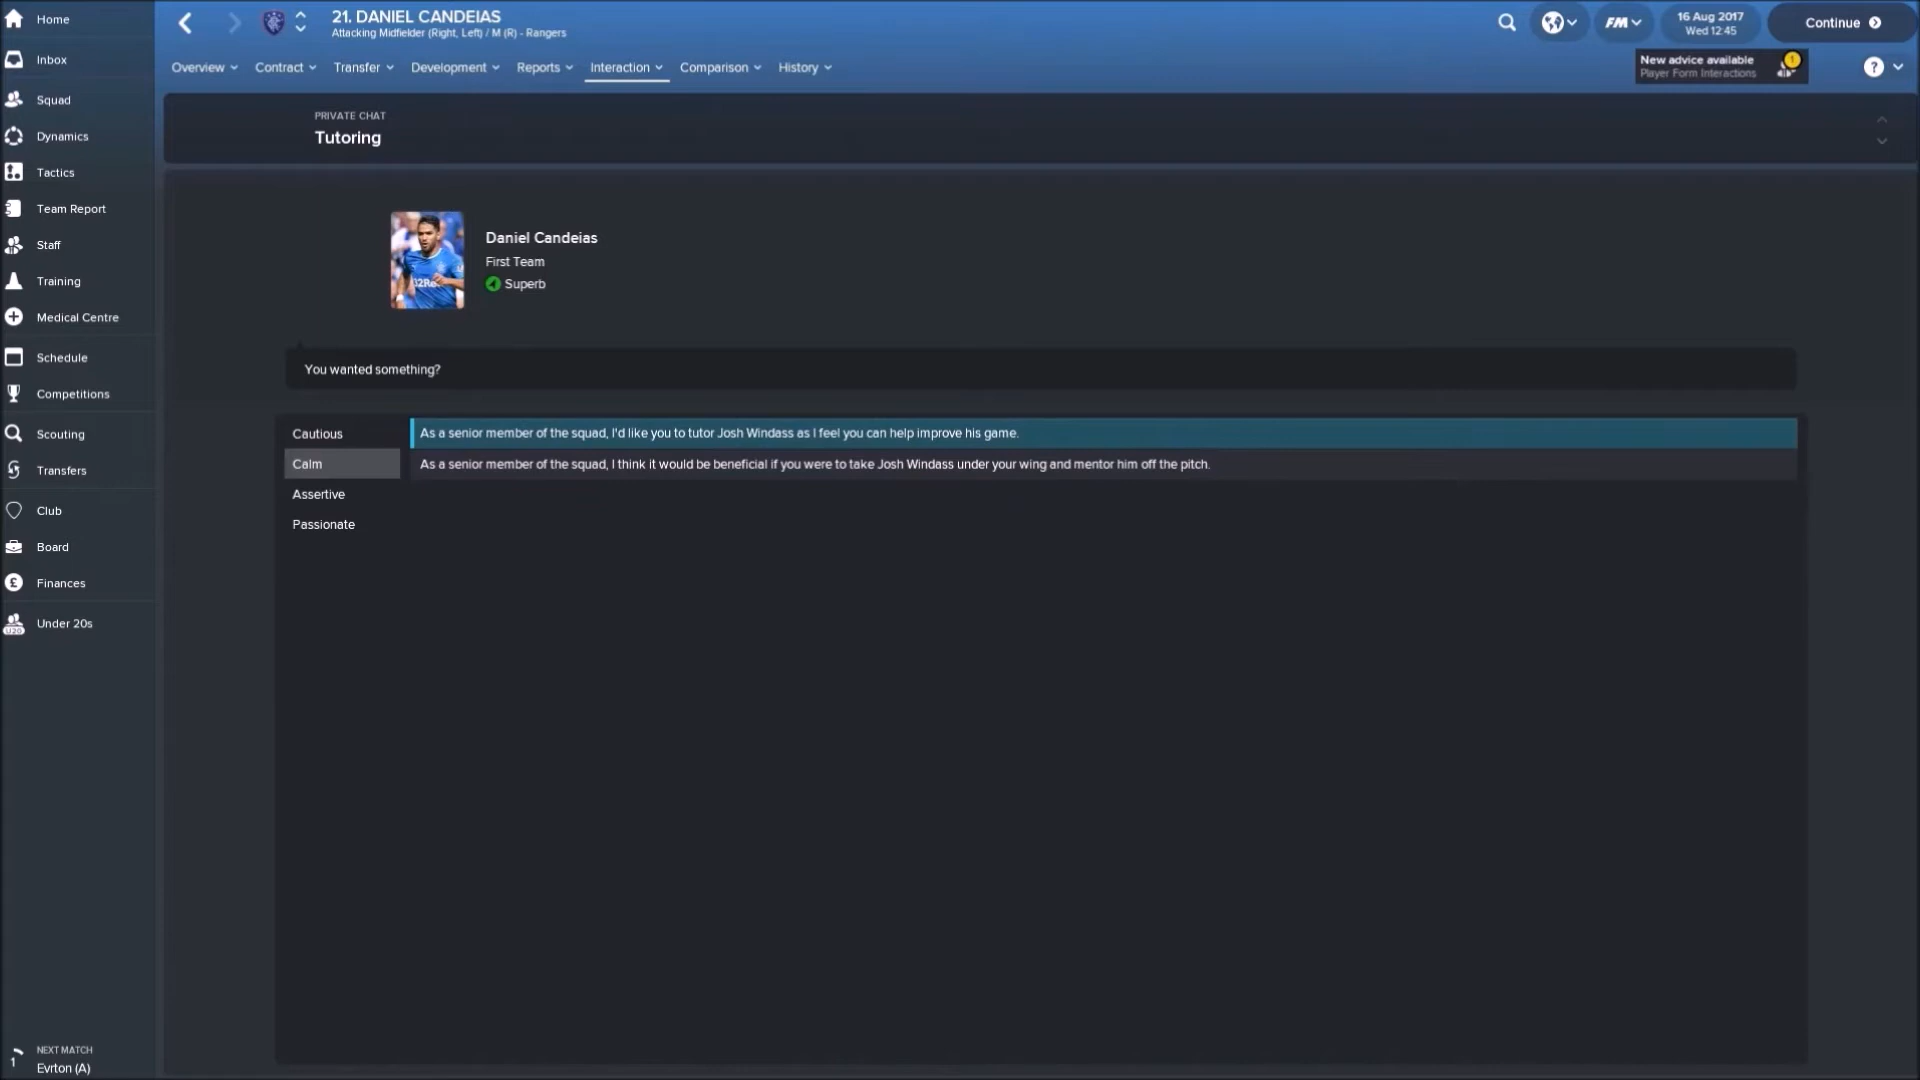 Home
Inbox
Squad
Dynamics
Tactics
Team Report
Staff
Training
Medical Centre
Schedule
Competitions
Scouting
Transfers
Club
Board
£ Finances
U20 Under 20s
1 NEXT MATCH
Evrton (A)
21. DANIEL CANDEIAS
Attacking Midfielder (Right, Left) / M (R) - Rangers
FM
16 Aug 2017
Wed 12:45
Continue
Overview Contract Transfer Development Reports Interaction Comparison History
New advice available
Player Form Interactions
1
?
PRIVATE CHAT
Tutoring
Daniel Candeias
First Team
Superb
You wanted something?
Cautious
Calm
Assertive
Passionate
As a senior member of the squad, I'd like you to tutor Josh Windass as I feel you can help improve his game.
As a senior member of the squad, I think it would be beneficial if you were to take Josh Windass under your wing and mentor him off the pitch.